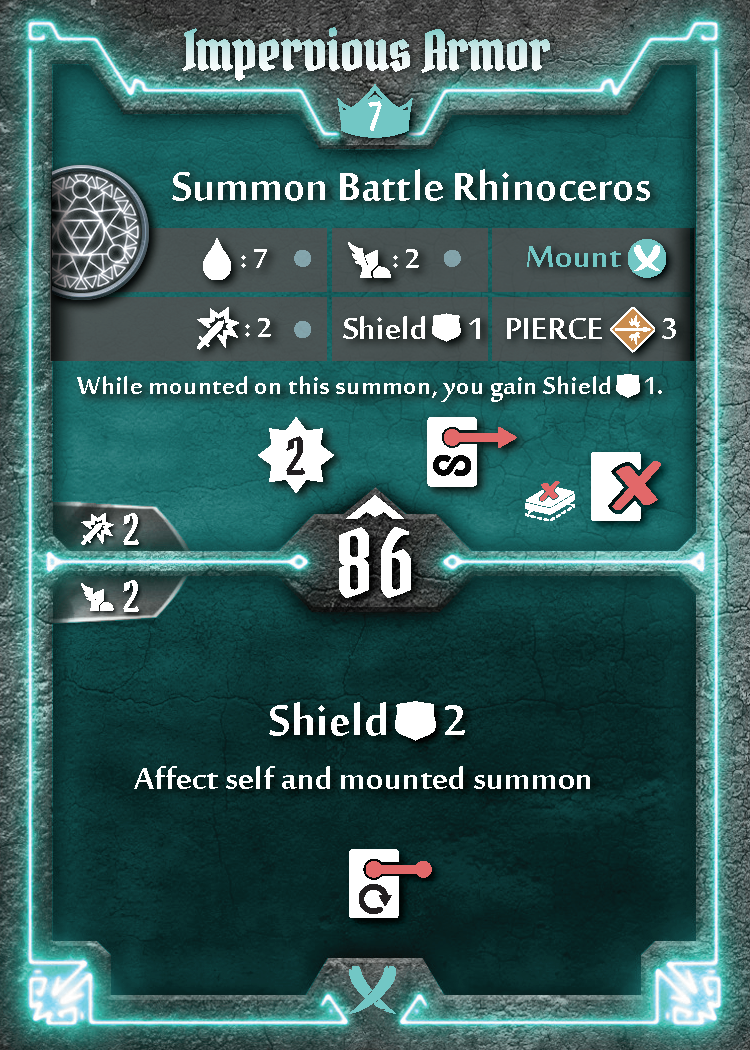 Impervious Armor
7
Summon Battle Rhinoceros
: 7 : 2 Mount
: 2 Shield 1 PIERCE 3
While mounted on this summon, you gain Shield 1.
2
2
86
2
Shield 2
Affect self and mounted summon